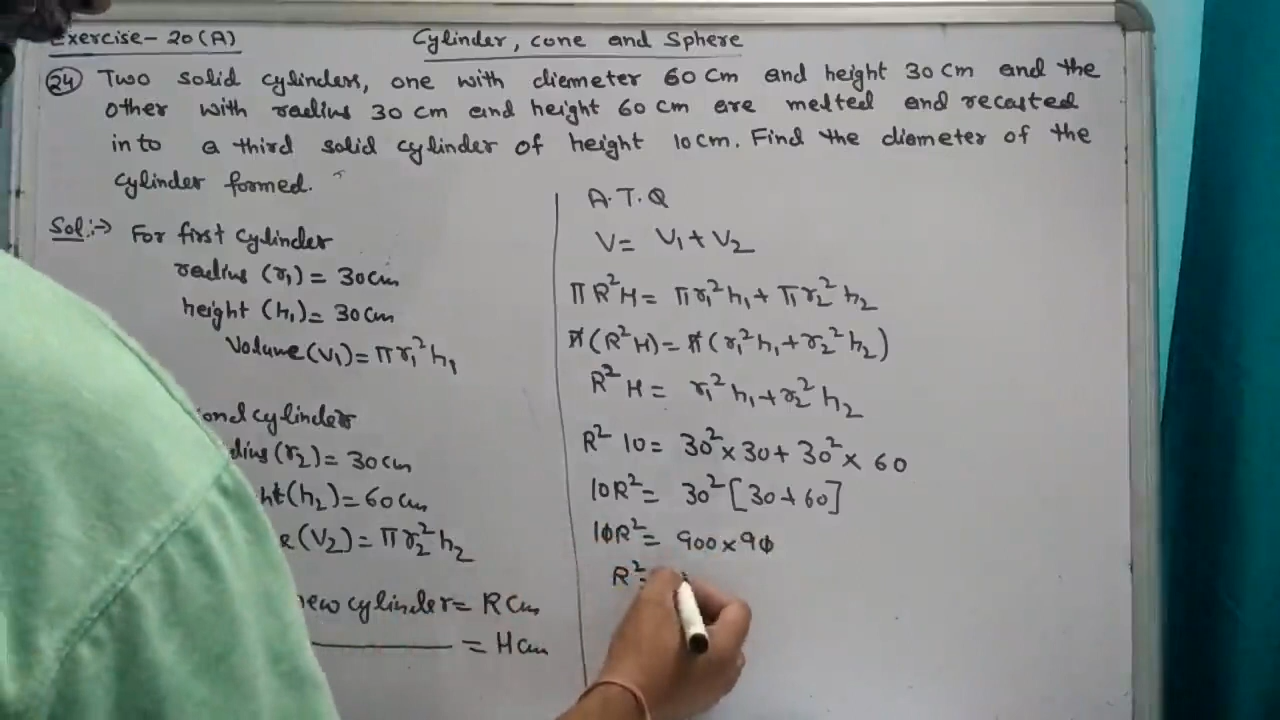 Exercise-20(A)
Cylinder, cone and Sphere
24 Two solid cylinders, one with diameter 60 cm and height 30 cm and the
other with radius 30 cm and height 60 cm are melted and recasted
into a third solid cylinder of height 10 cm. Find the diameter of the
cylinder formed.
Sol:-> For first cylinder
radius (r₁) = 30cm
height (h₁) = 30cm
Volume (V₁) = πr₁²h₁
cylinder
(r₂) = 30cm
(h₂) = 60cm
(V₂) = πr₂²h₂
new cylinder = R cm
= H cm
A.T.Q
V = V₁ + V₂
πR²H = πr₁²h₁ + πr₂²h₂
π(R²H) = π(r₁²h₁ + r₂²h₂)
R²H = r₁²h₁ + r₂²h₂
R² 10 = 30² × 30 + 30² × 60
10R² = 30² [30 + 60]
10R² = 900 × 90
R² =